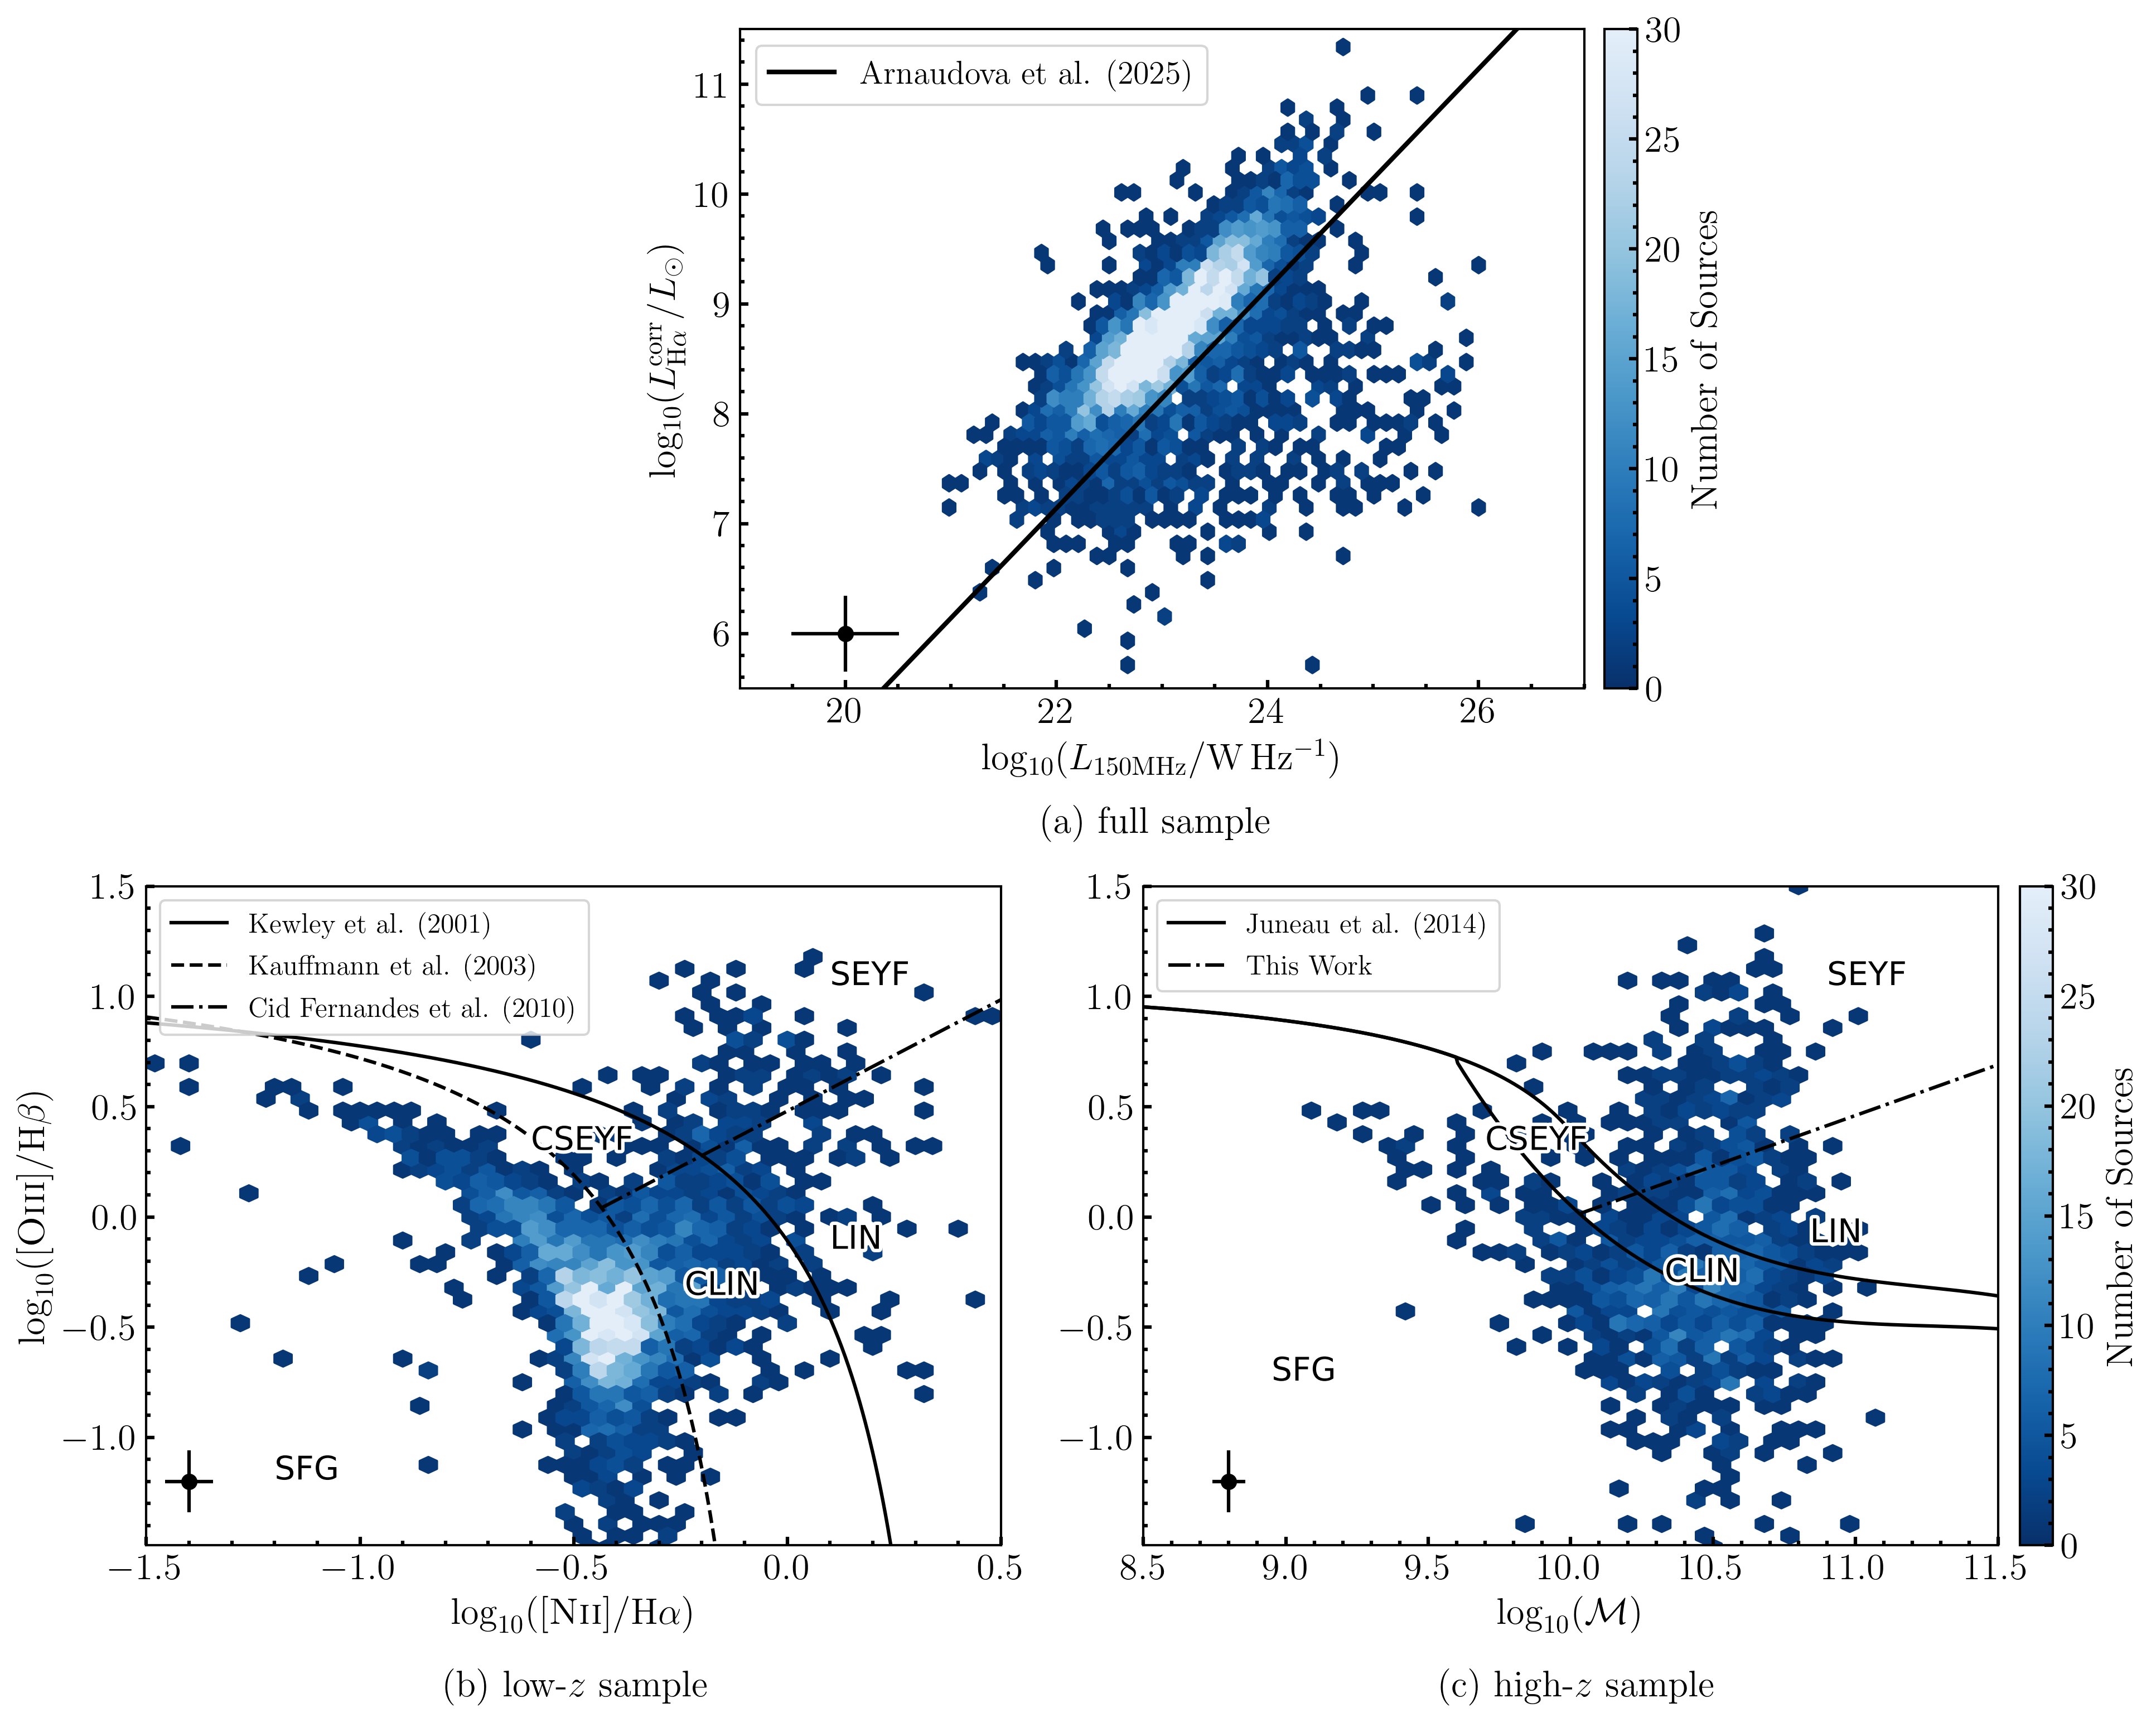 Arnaudova et al. (2025)
11
10
9
8
7
6
log₁₀(L^corr_Hα/L⊙)
20 22 24 26
log₁₀(L₁₅₀MHz/W Hz⁻¹)
30
25
20
15
10
5
0
Number of Sources
(a) full sample
Kewley et al. (2001)
Kauffmann et al. (2003)
Cid Fernandes et al. (2010)
SEYF
CSEYF
LIN
CLIN
SFG
1.5
1.0
0.5
0.0
−0.5
−1.0
log₁₀([OIII]/Hβ)
−1.5 −1.0 −0.5 0.0 0.5
log₁₀([NII]/Hα)
(b) low-z sample
Juneau et al. (2014)
This Work
SEYF
CSEYF
LIN
CLIN
SFG
1.5
1.0
0.5
0.0
−0.5
−1.0
8.5 9.0 9.5 10.0 10.5 11.0 11.5
log₁₀(ℳ)
30
25
20
15
10
5
0
Number of Sources
(c) high-z sample